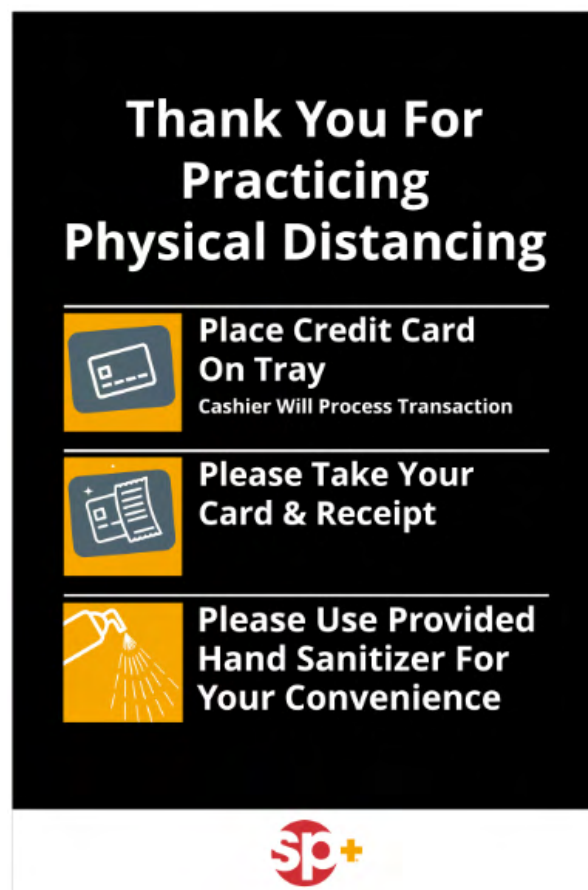 Thank You For
Practicing
Physical Distancing
Place Credit Card
On Tray
Cashier Will Process Transaction
Please Take Your
Card & Receipt
Please Use Provided
Hand Sanitizer For
Your Convenience
sp+